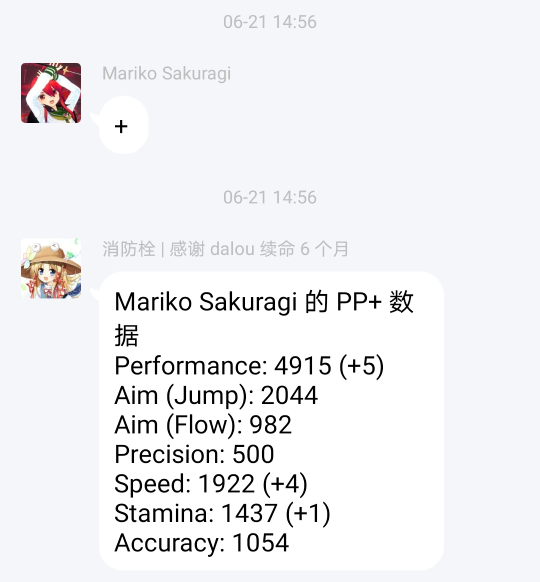 06-21 14:56
Mariko Sakuragi
+
06-21 14:56
消防栓 | 感谢 dalou 续命 6 个月
Mariko Sakuragi 的 PP+ 数
据
Performance: 4915 (+5)
Aim (Jump): 2044
Aim (Flow): 982
Precision: 500
Speed: 1922 (+4)
Stamina: 1437 (+1)
Accuracy: 1054